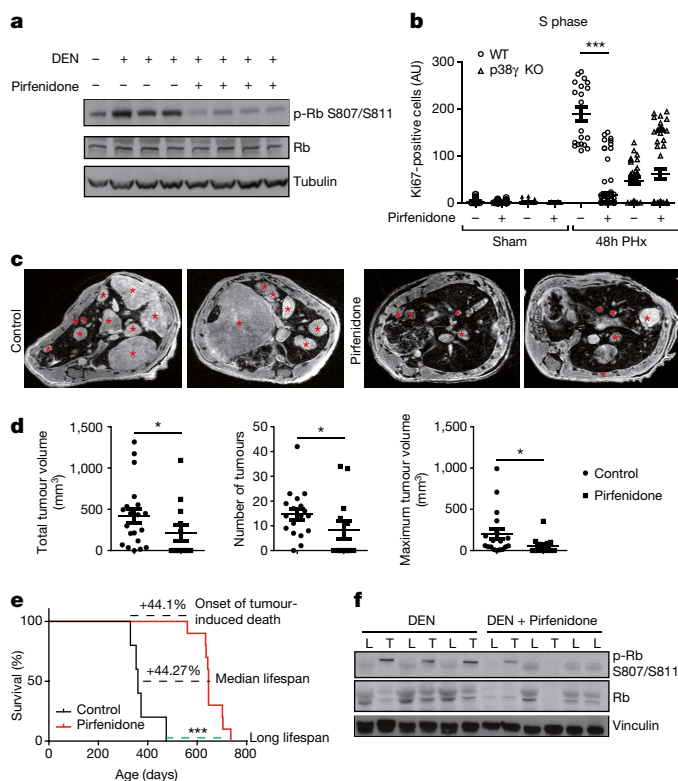 a
DEN − + + + + + + +
Pirfenidone − − − − + + + +
p-Rb S807/S811
Rb
Tubulin
b
S phase
WT
p38γ KO
***
Ki67-positive cells (AU)
300
200
100
0
Pirfenidone − + − + − + − +
Sham
48h PHx
c
Control
Pirfenidone
d
Total tumour volume
(mm³)
1,500
1,000
500
0
*
Number of tumours
50
40
30
20
10
0
*
Maximum tumour volume
(mm³)
1,500
1,000
500
0
*
Control
Pirfenidone
e
Survival (%)
100
50
0
+44.1%
Onset of tumour-
induced death
+44.27%
Median lifespan
Control
Pirfenidone
***
Long lifespan
0 200 400 600 800
Age (days)
f
DEN
DEN + Pirfenidone
L T L T L T L T L T L L
p-Rb
S807/S811
Rb
Vinculin